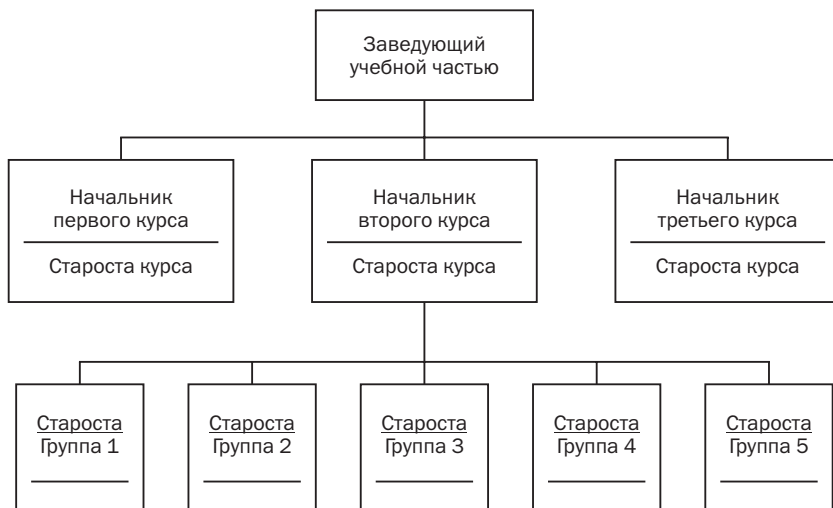 Заведующий
учебной частью
Начальник
первого курса
Староста курса
Начальник
второго курса
Староста курса
Начальник
третьего курса
Староста курса
Староста
Группа 1
Староста
Группа 2
Староста
Группа 3
Староста
Группа 4
Староста
Группа 5